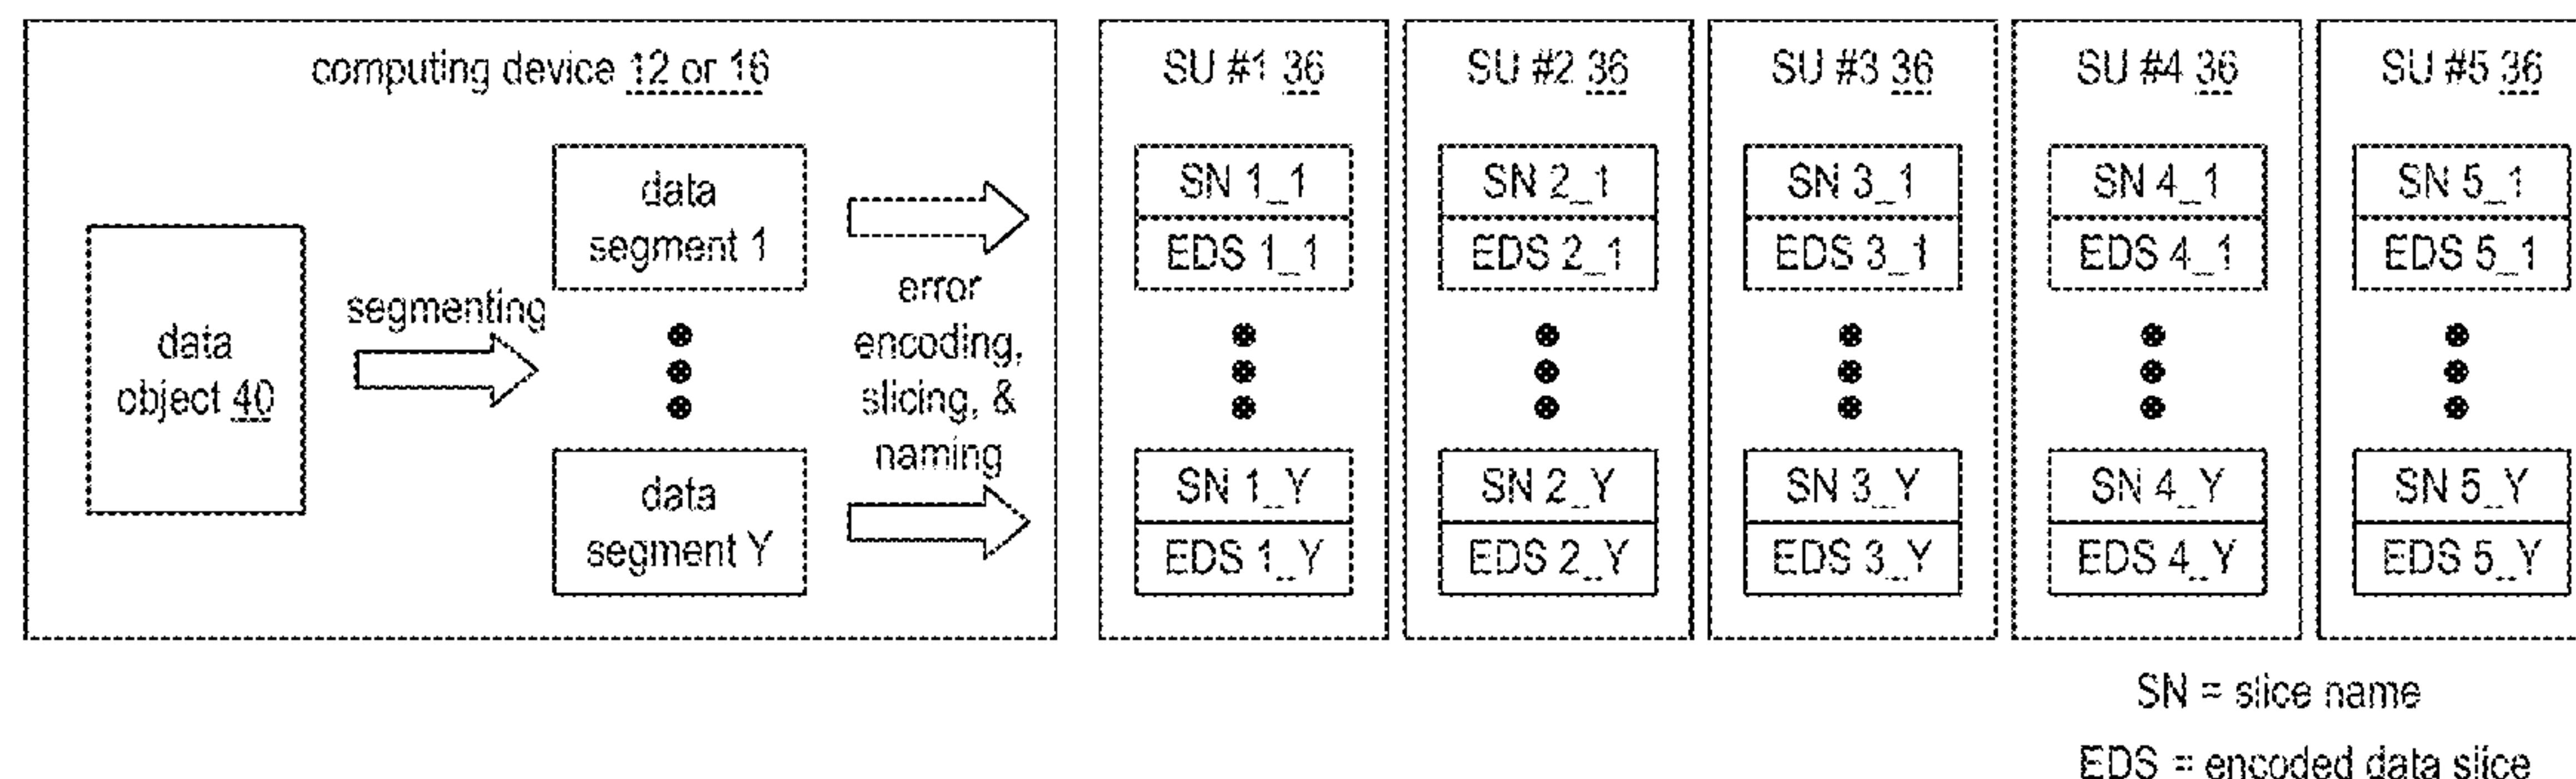 computing device 12 or 16
data
object 40
segmenting
data
segment 1
data
segment Y
error
encoding,
slicing, &
naming
SU #1 36
SN 1_1
EDS 1_1
SN 1_Y
EDS 1_Y
SU #2 36
SN 2_1
EDS 2_1
SN 2_Y
EDS 2_Y
SU #3 36
SN 3_1
EDS 3_1
SN 3_Y
EDS 3_Y
SU #4 36
SN 4_1
EDS 4_1
SN 4_Y
EDS 4_Y
SU #5 36
SN 5_1
EDS 5_1
SN 5_Y
EDS 5_Y
SN = slice name
EDS = encoded data slice